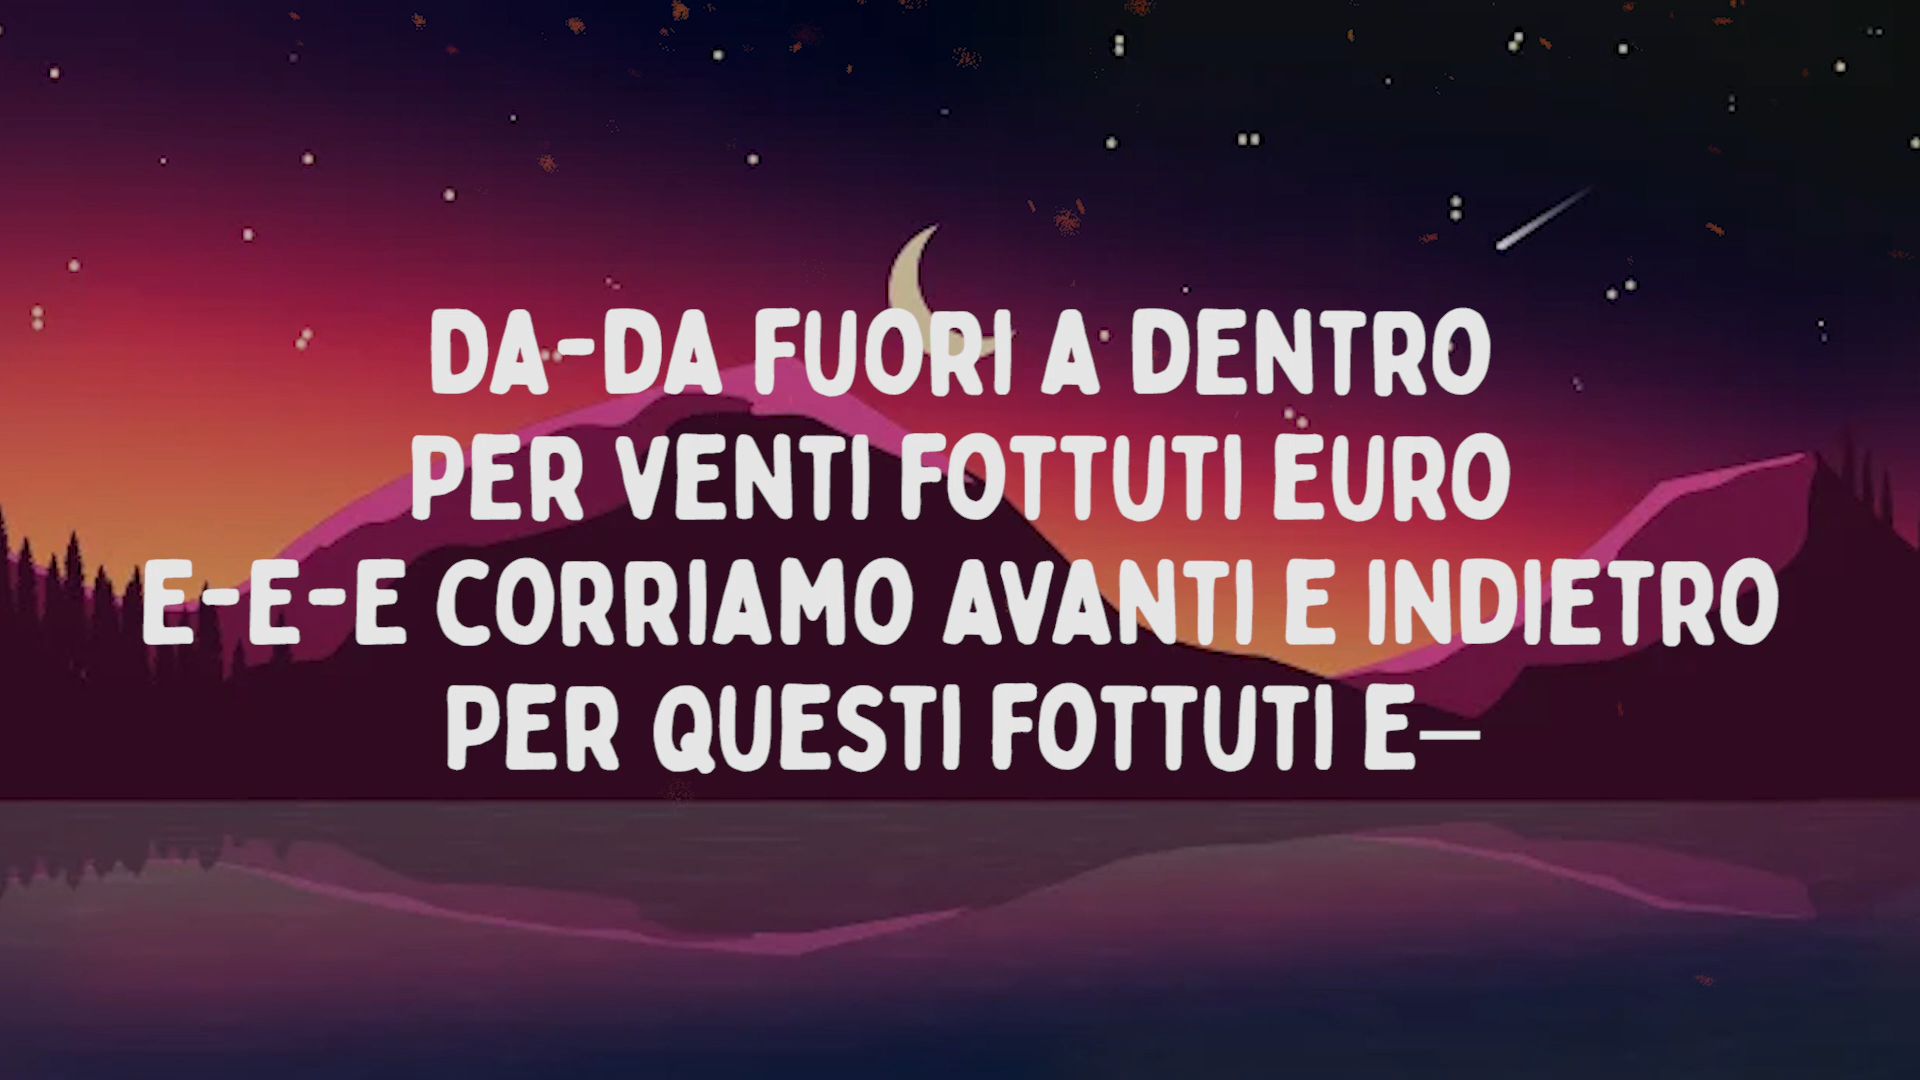 DA-DA FUORI A DENTRO
PER VENTI FOTTUTI EURO
E-E-E CORRIAMO AVANTI E INDIETRO
PER QUESTI FOTTUTI E—